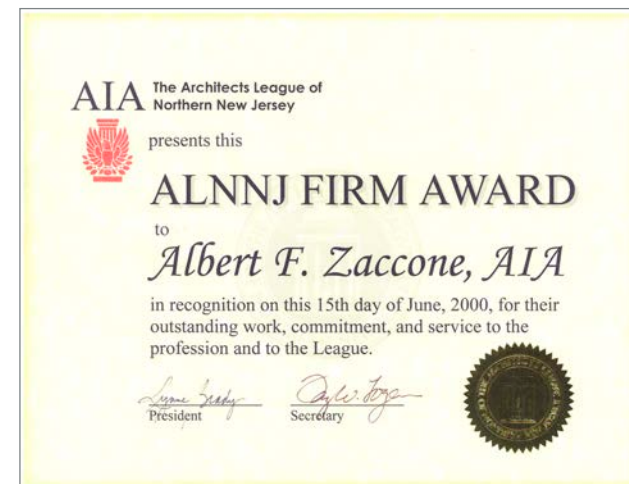 AIA The Architects League of
Northern New Jersey
presents this
ALNNJ FIRM AWARD
to
Albert F. Zaccone, AIA
in recognition on this 15th day of June, 2000, for their
outstanding work, commitment, and service to the
profession and to the League.
President Secretary